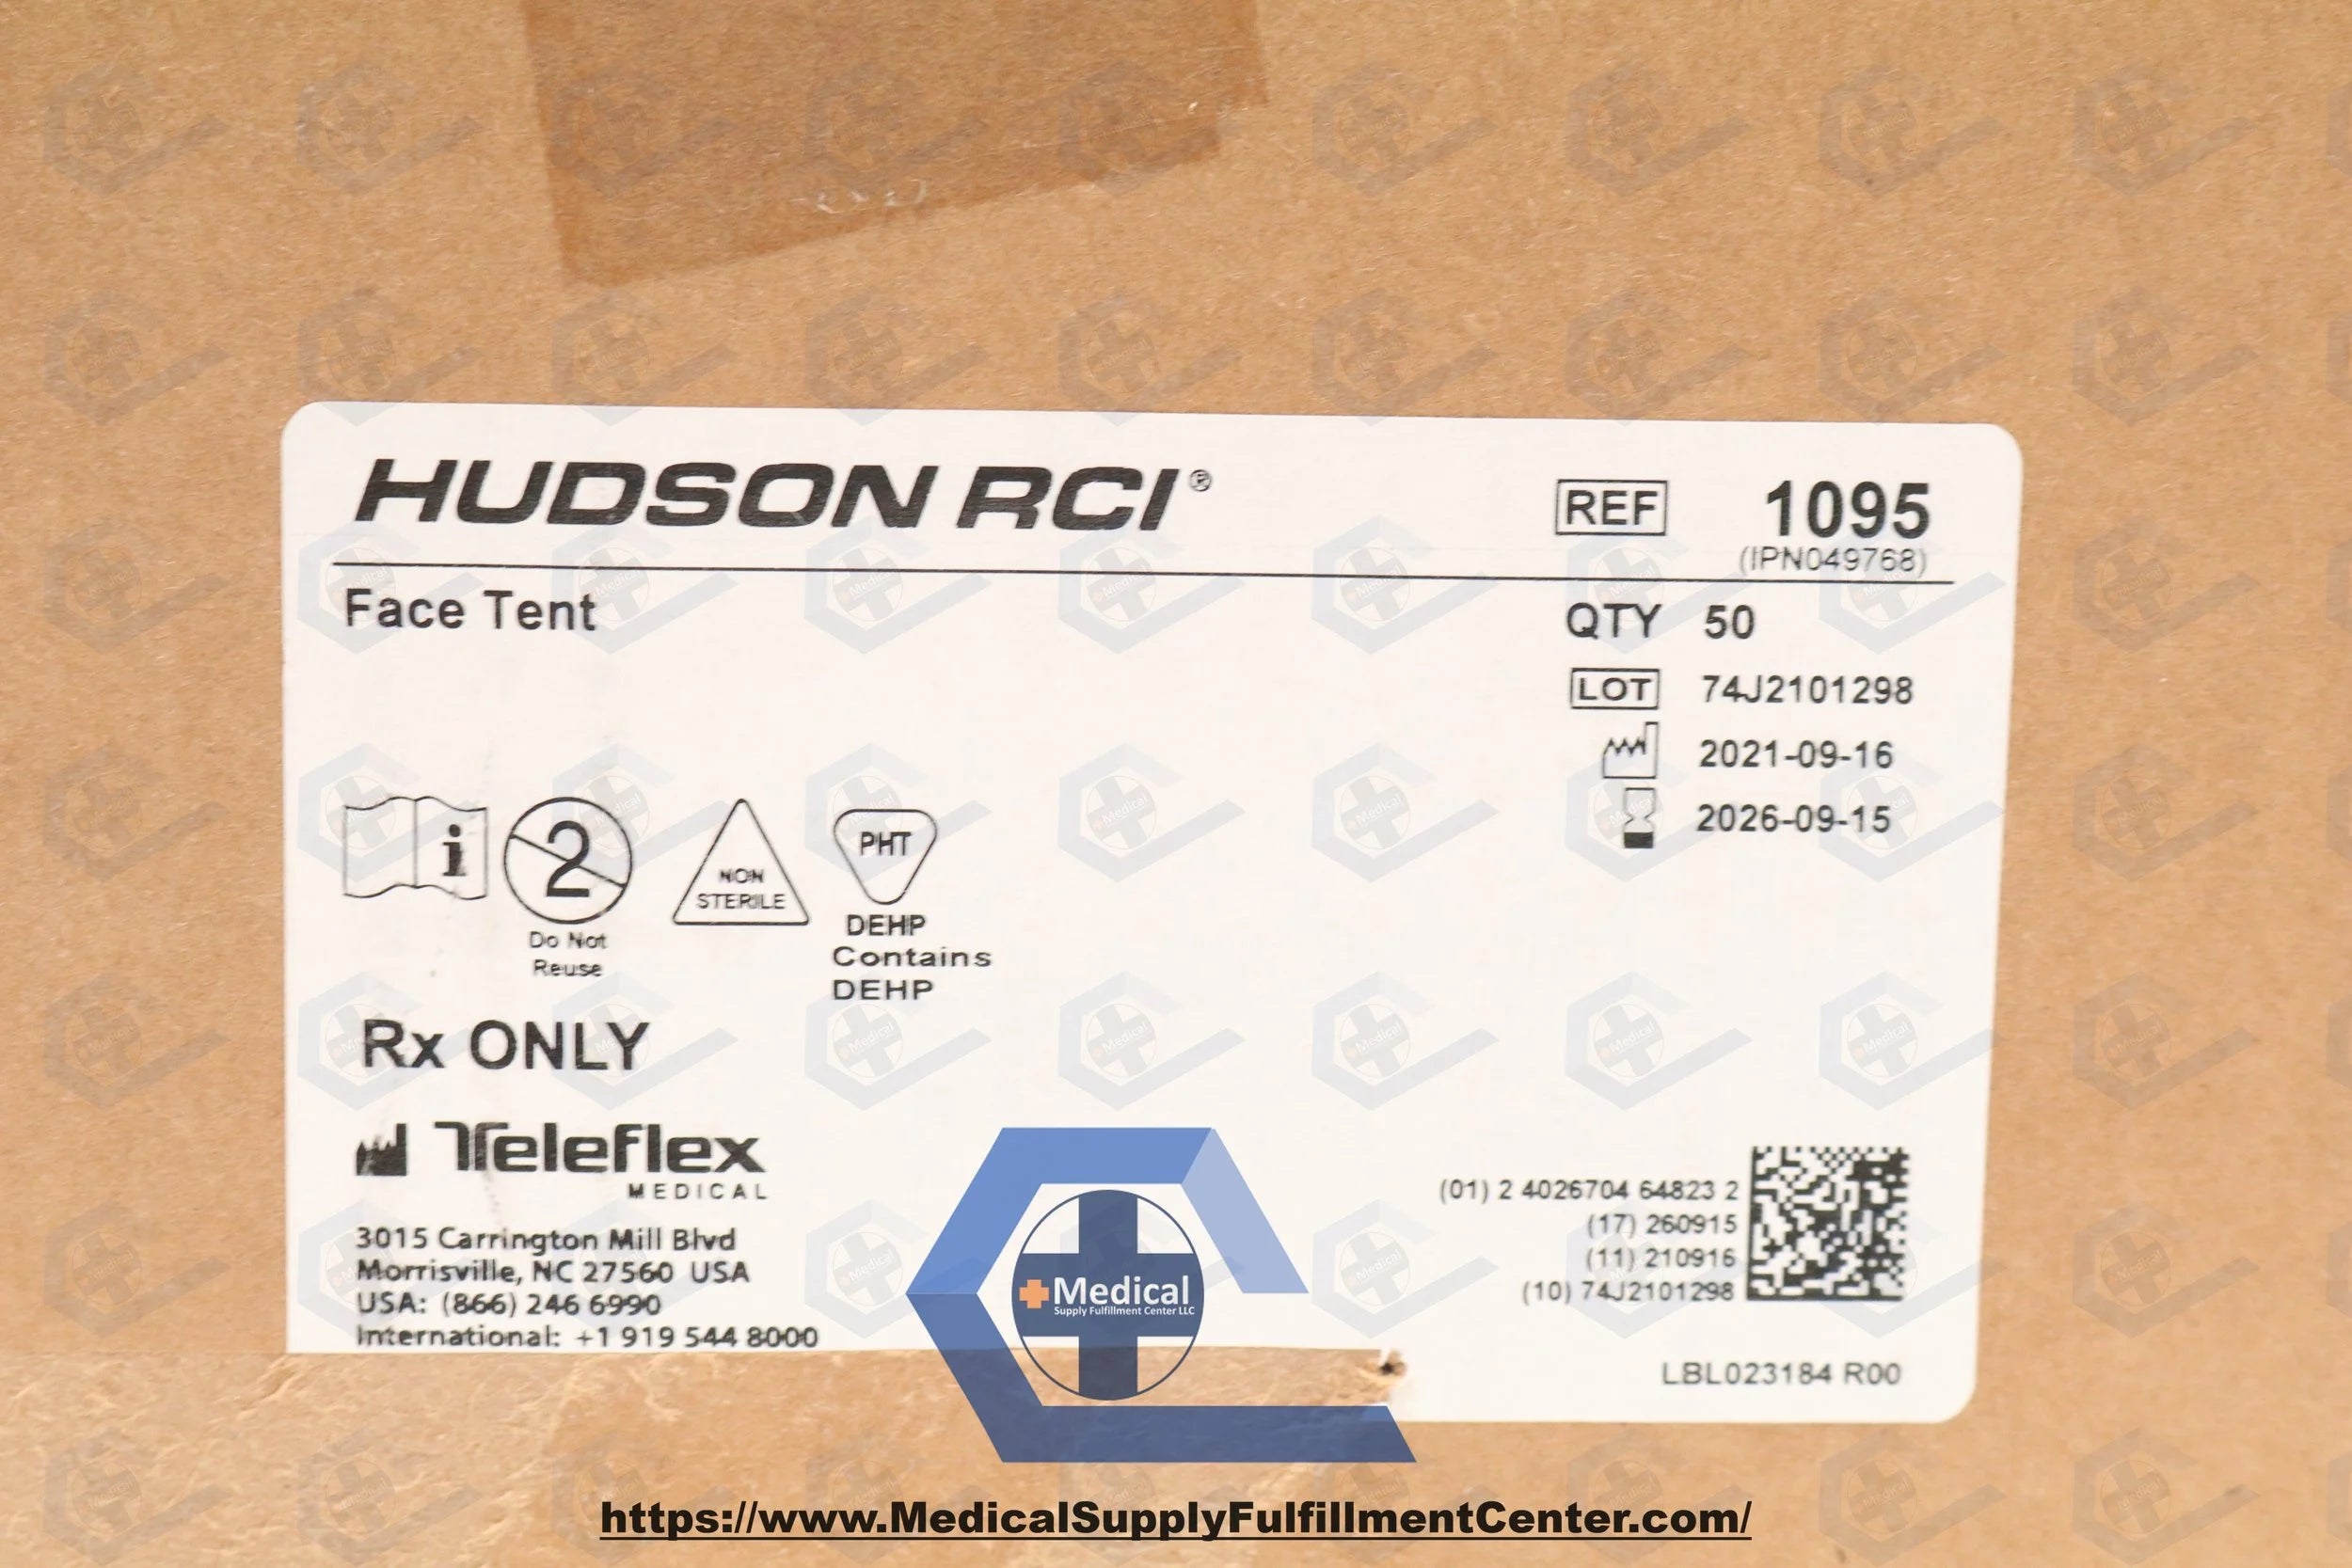 HUDSON RCI®
REF 1095
(IPN049768)
Face Tent
QTY 50
LOT 74J2101298
2021-09-16
2026-09-15
i
2
Do Not
Reuse
NON
STERILE
PHT
DEHP
Contains
DEHP
Rx ONLY
Teleflex
MEDICAL
3015 Carrington Mill Blvd
Morrisville, NC 27560 USA
USA: (866) 246 6990
International: +1 919 544 8000
(01) 2 4026704 64823 2
(17) 260915
(11) 210916
(10) 74J2101298
LBL023184 R00
Medical
Supply Fulfillment Center LLC
https://www.MedicalSupplyFulfillmentCenter.com/